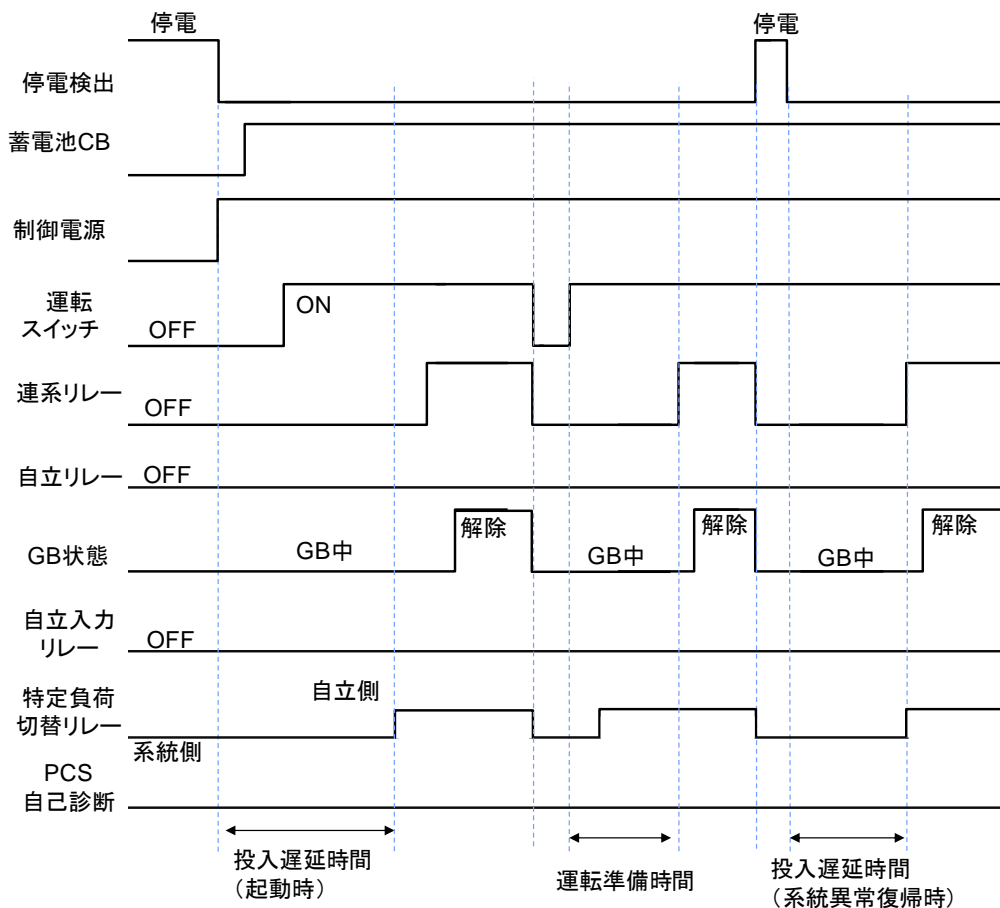 停電
停電
停電検出
蓄電池CB
制御電源
運転
スイッチ
OFF
ON
連系リレー
OFF
自立リレー
OFF
GB状態
GB中
解除
GB中
解除
GB中
解除
自立入力
リレー
OFF
特定負荷
切替リレー
自立側
系統側
PCS
自己診断
投入遅延時間
（起動時）
運転準備時間
投入遅延時間
（系統異常復帰時）